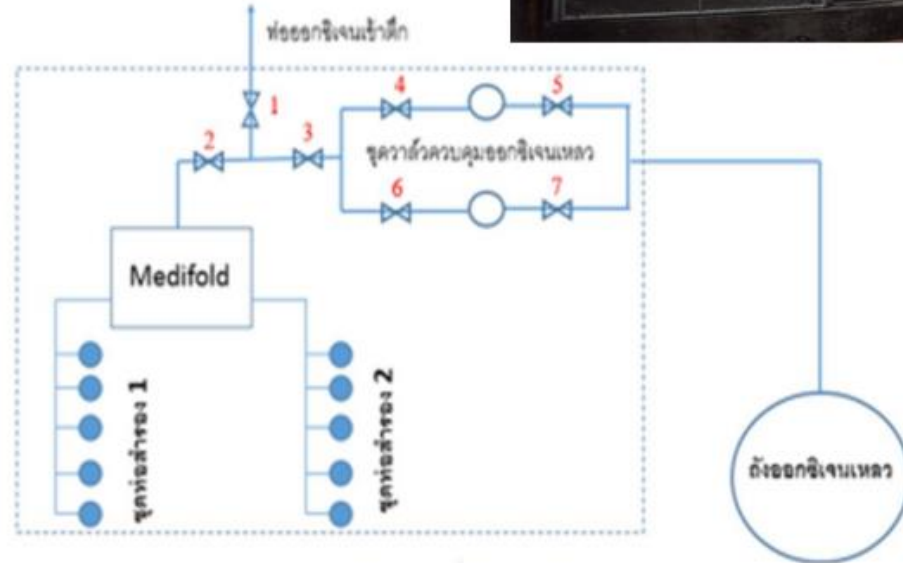 ท่อออกซิเจนเข้าตึก
1
2
3
4
5
ชุดวาล์วควบคุมออกซิเจนเหลว
6
7
Medifold
ชุดท่อสำรอง 1
ชุดท่อสำรอง 2
ถังออกซิเจนเหลว